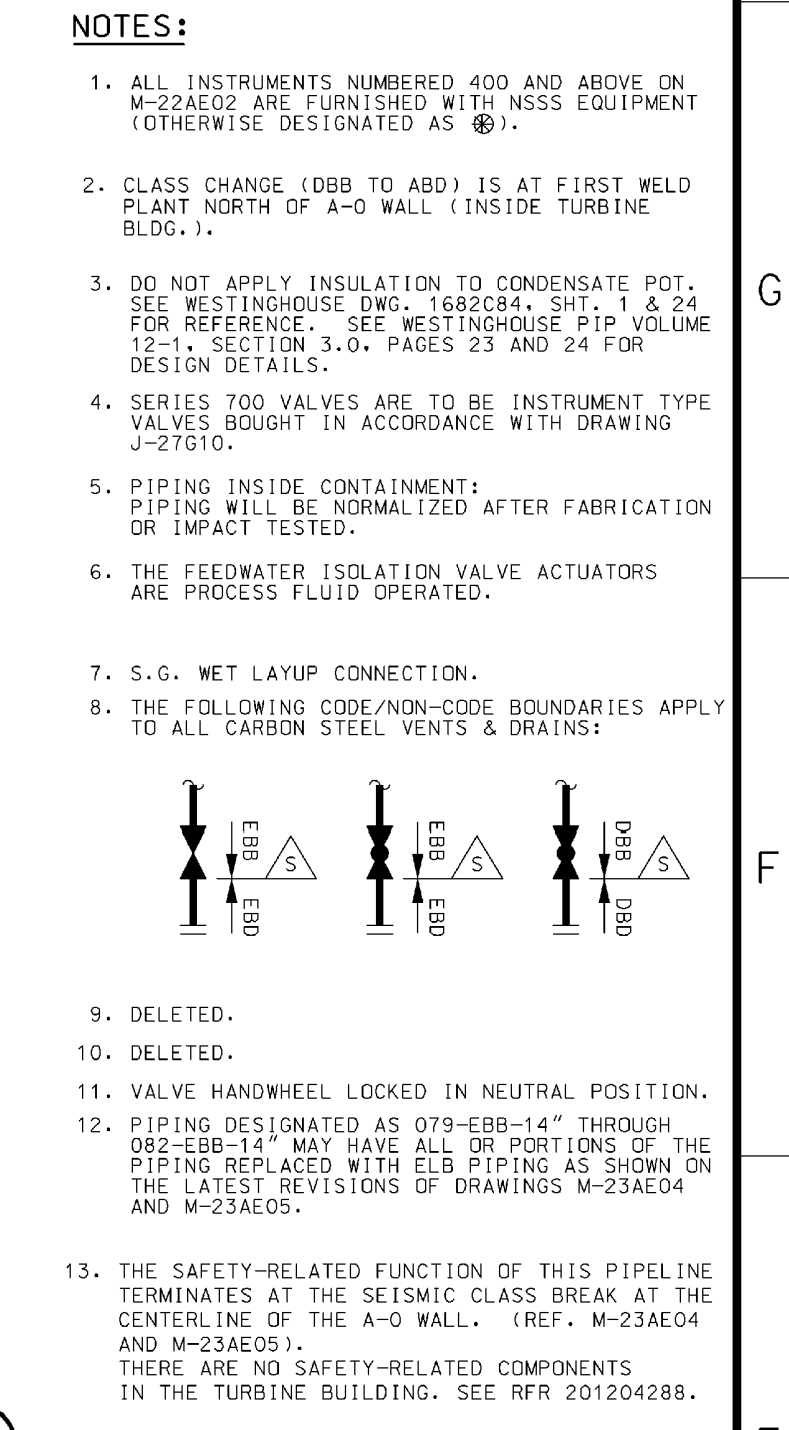 NOTES:
1. ALL INSTRUMENTS NUMBERED 400 AND ABOVE ON
M-22AE02 ARE FURNISHED WITH NSSS EQUIPMENT
(OTHERWISE DESIGNATED AS ).
2. CLASS CHANGE (DBB TO ABD) IS AT FIRST WELD
PLANT NORTH OF A-O WALL (INSIDE TURBINE
BLDG.).
3. DO NOT APPLY INSULATION TO CONDENSATE POT.
SEE WESTINGHOUSE DWG. 1682C84, SHT. 1 & 24
FOR REFERENCE. SEE WESTINGHOUSE PIP VOLUME
12-1, SECTION 3.0, PAGES 23 AND 24 FOR
DESIGN DETAILS.
G
4. SERIES 700 VALVES ARE TO BE INSTRUMENT TYPE
VALVES BOUGHT IN ACCORDANCE WITH DRAWING
J-27G10.
5. PIPING INSIDE CONTAINMENT:
PIPING WILL BE NORMALIZED AFTER FABRICATION
OR IMPACT TESTED.
6. THE FEEDWATER ISOLATION VALVE ACTUATORS
ARE PROCESS FLUID OPERATED.
7. S.G. WET LAYUP CONNECTION.
8. THE FOLLOWING CODE/NON-CODE BOUNDARIES APPLY
TO ALL CARBON STEEL VENTS & DRAINS:
EBB
S
EBD
EBB
S
EBD
DBB
S
DBD
F
9. DELETED.
10. DELETED.
11. VALVE HANDWHEEL LOCKED IN NEUTRAL POSITION.
12. PIPING DESIGNATED AS 079-EBB-14" THROUGH
082-EBB-14" MAY HAVE ALL OR PORTIONS OF THE
PIPING REPLACED WITH ELB PIPING AS SHOWN ON
THE LATEST REVISIONS OF DRAWINGS M-23AE04
AND M-23AE05.
13. THE SAFETY-RELATED FUNCTION OF THIS PIPELINE
TERMINATES AT THE SEISMIC CLASS BREAK AT THE
CENTERLINE OF THE A-O WALL. (REF. M-23AE04
AND M-23AE05).
THERE ARE NO SAFETY-RELATED COMPONENTS
IN THE TURBINE BUILDING. SEE RFR 201204288.